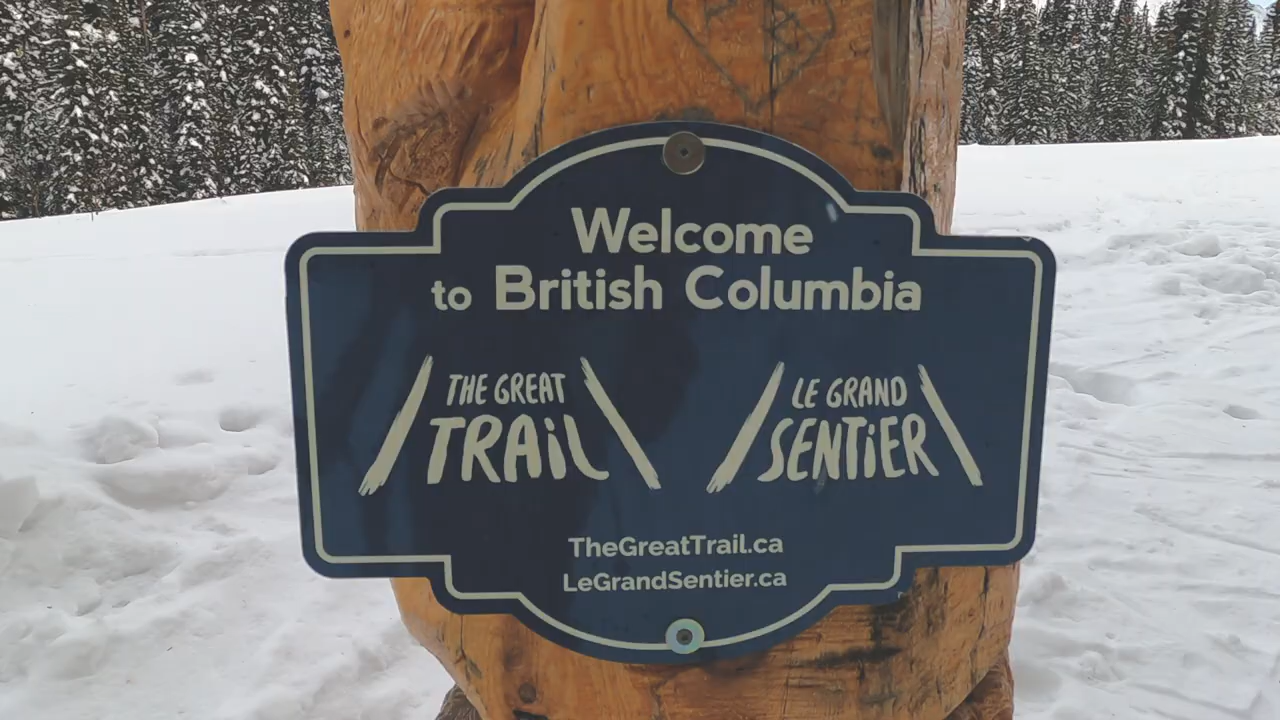 Welcome
to British Columbia
THE GREAT
TRAiL
LE GRAND
SENTiER
TheGreatTrail.ca
LeGrandSentier.ca